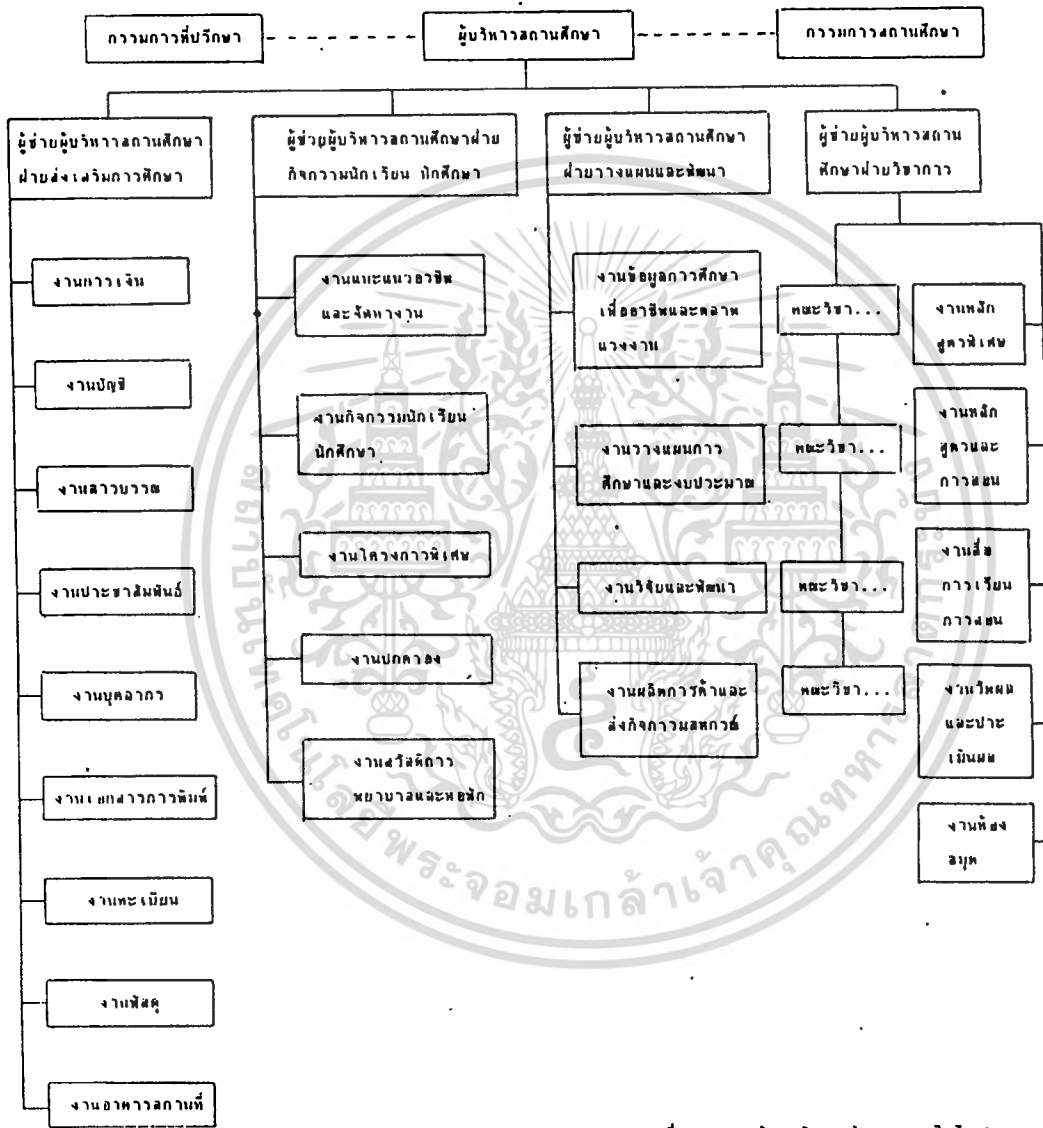 กรรมการที่ปรึกษา
ผู้บริหารสถานศึกษา
กรรมการสถานศึกษา
ผู้ช่วยผู้บริหารสถานศึกษา
ฝ่ายส่งเสริมการศึกษา
งานการเงิน
งานบัญชี
งานสารบรรณ
งานประชาสัมพันธ์
งานบุคลากร
งานเอกสารการพิมพ์
งานทะเบียน
งานพัสดุ
งานอาคารสถานที่
ผู้ช่วยผู้บริหารสถานศึกษาฝ่าย
กิจกรรมนักเรียน นักศึกษา
งานแนะแนวอาชีพ
และจัดหางาน
งานกิจกรรมนักเรียน
นักศึกษา
งานโครงการพิเศษ
งานปกครอง
งานสวัสดิการ
พยาบาลและหอพัก
ผู้ช่วยผู้บริหารสถานศึกษา
ฝ่ายวางแผนและพัฒนา
งานข้อมูลการศึกษา
เพื่ออาชีพและตลาด
แรงงาน
งานวางแผนการ
ศึกษาและงบประมาณ
งานวิจัยและพัฒนา
งานผลิตการค้าและ
ส่งกิจการมสหกรณ์
ผู้ช่วยผู้บริหารสถาน
ศึกษาฝ่ายวิชาการ
คณะวิชา...
คณะวิชา...
คณะวิชา...
คณะวิชา...
งานหลัก
สูตรพิเศษ
งานหลัก
สูตรและ
การสอน
งานสื่อ
การเรียน
การสอน
งานวัดผล
และประ
เมินผล
งานห้อง
สมุด
พระจอมเกล้าเจ้าคุณทหาร